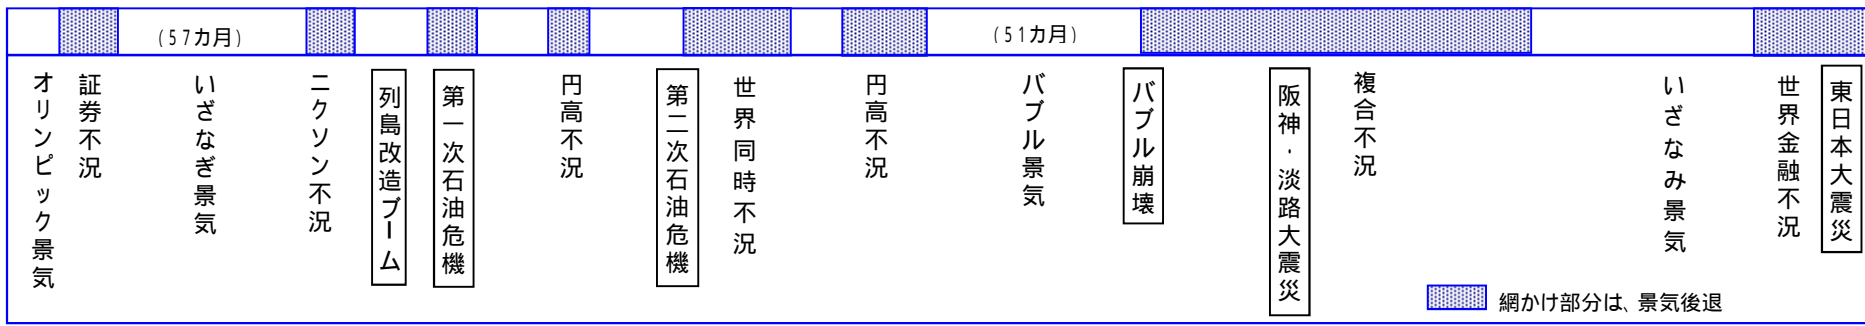 (57カ月)
(51カ月)
オリンピック景気
証券不況
いざなぎ景気
ニクソン不況
列島改造ブーム
第一次石油危機
円高不況
第二次石油危機
世界同時不況
円高不況
バブル景気
バブル崩壊
阪神・淡路大震災
複合不況
いざなみ景気
世界金融不況
東日本大震災
網かけ部分は、景気後退